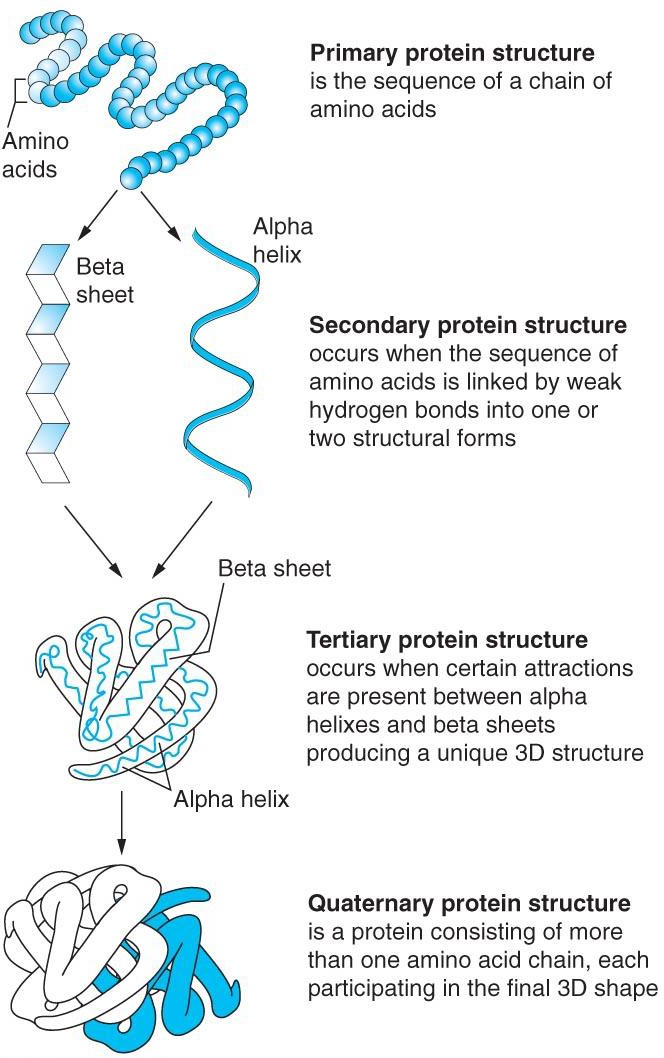 Primary protein structure
is the sequence of a chain of
amino acids
Amino
acids
Alpha
helix
Beta
sheet
Secondary protein structure
occurs when the sequence of
amino acids is linked by weak
hydrogen bonds into one or
two structural forms
Beta sheet
Tertiary protein structure
occurs when certain attractions
are present between alpha
helixes and beta sheets
producing a unique 3D structure
Alpha helix
Quaternary protein structure
is a protein consisting of more
than one amino acid chain, each
participating in the final 3D shape